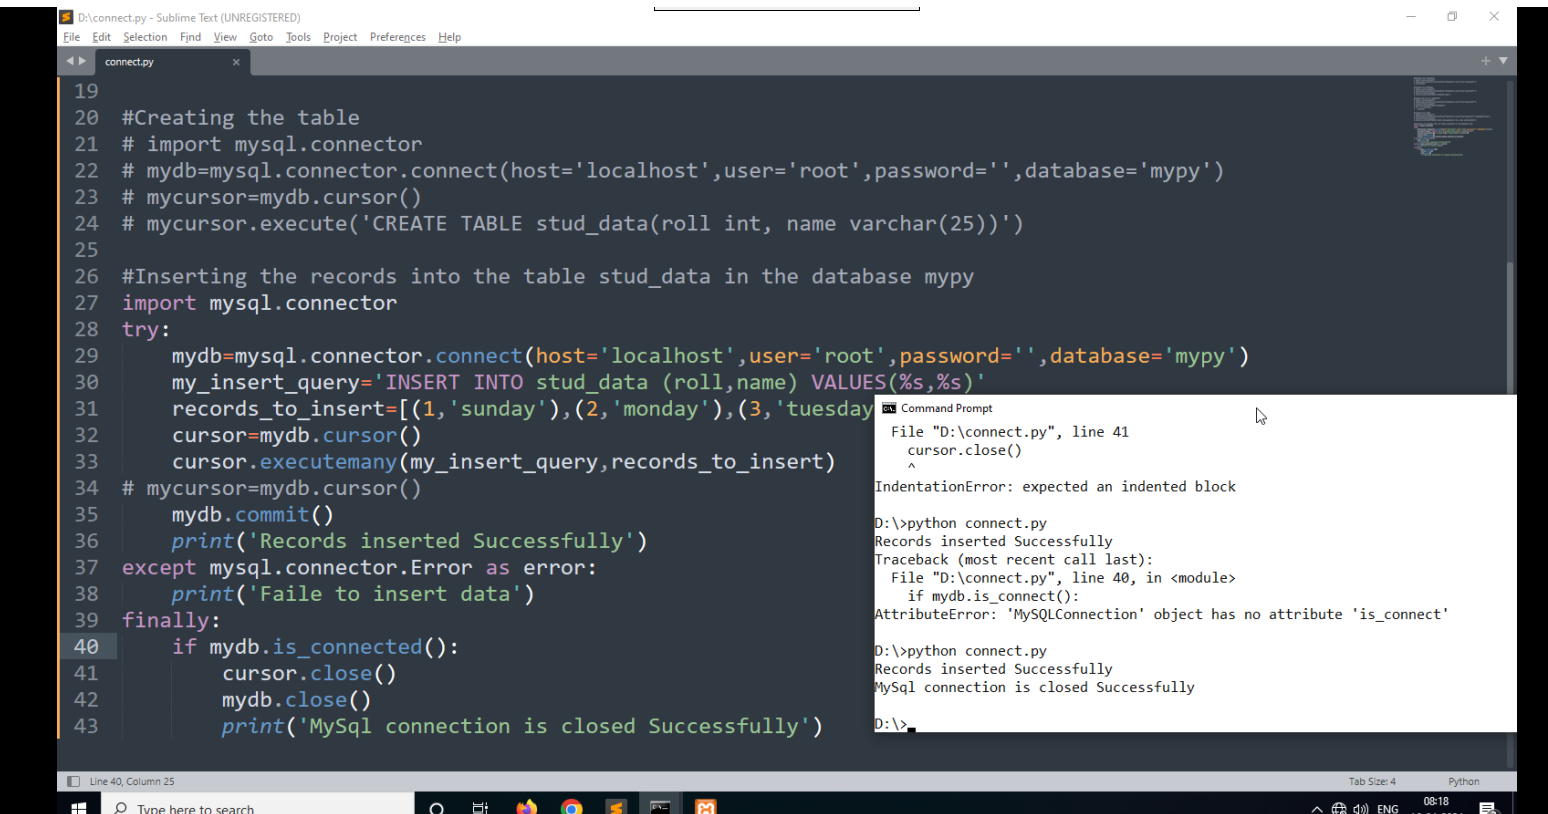 D:\connect.py - Sublime Text (UNREGISTERED)
File Edit Selection Find View Goto Tools Project Preferences Help
connect.py
19
20 #Creating the table
21 # import mysql.connector
22 # mydb=mysql.connector.connect(host='localhost',user='root',password='',database='mypy')
23 # mycursor=mydb.cursor()
24 # mycursor.execute('CREATE TABLE stud_data(roll int, name varchar(25))')
25
26 #Inserting the records into the table stud_data in the database mypy
27 import mysql.connector
28 try:
29 mydb=mysql.connector.connect(host='localhost',user='root',password='',database='mypy')
30 my_insert_query='INSERT INTO stud_data (roll,name) VALUES(%s,%s)'
31 records_to_insert=[(1,'sunday'),(2,'monday'),(3,'tuesday
32 cursor=mydb.cursor()
33 cursor.executemany(my_insert_query,records_to_insert)
34 # mycursor=mydb.cursor()
35 mydb.commit()
36 print('Records inserted Successfully')
37 except mysql.connector.Error as error:
38 print('Faile to insert data')
39 finally:
40 if mydb.is_connected():
41 cursor.close()
42 mydb.close()
43 print('MySql connection is closed Successfully')
Command Prompt
File "D:\connect.py", line 41
cursor.close()
^
IndentationError: expected an indented block
D:\>python connect.py
Records inserted Successfully
Traceback (most recent call last):
File "D:\connect.py", line 40, in <module>
if mydb.is_connect():
AttributeError: 'MySQLConnection' object has no attribute 'is_connect'
D:\>python connect.py
Records inserted Successfully
MySql connection is closed Successfully
D:\>
Line 40, Column 25
Tab Size: 4
Python
Type here to search
ENG
08:18